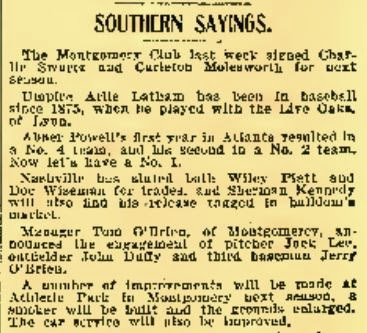 SOUTHERN SAYINGS.
The Montgomery Club last week signed Char-
lie Swartz and Carleton Molesworth for next
season.
Umpire Arlie Latham has been in baseball
since 1875, when he played with the Live Oaks,
of Lynn.
Abner Powell's first year in Atlanta resulted in
a No. 4 team, and his second in a No. 2 team.
Now let's have a No. 1.
Nashville has slated both Wiley Piatt and
Doc Wiseman for trades, and Sherman Kennedy
will also find his release tagged in
market.
Manager Tom O'Brien, of Montgomery, an-
nounces the engagement of pitcher Jack Lee,
outfielder John Duffy and third baseman Jerry
O'Brien.
A number of improvements will be made at
Athletic Park in Montgomery next season, a
smoker will be built and the grounds enlarged.
The car service will also be improved.